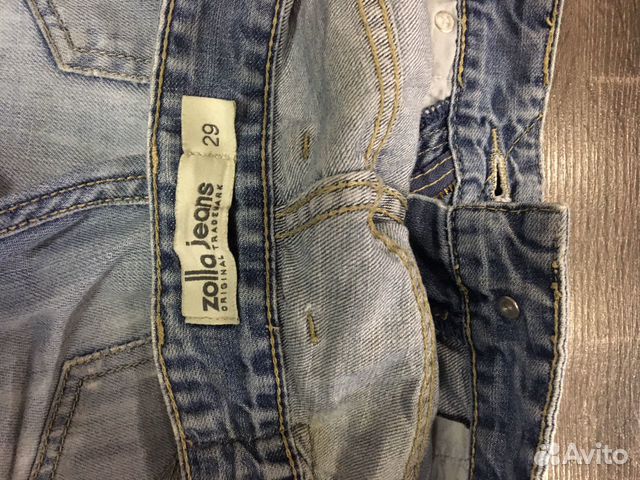 zolla jeans
ORIGINAL TRADEMARK
29
Avito